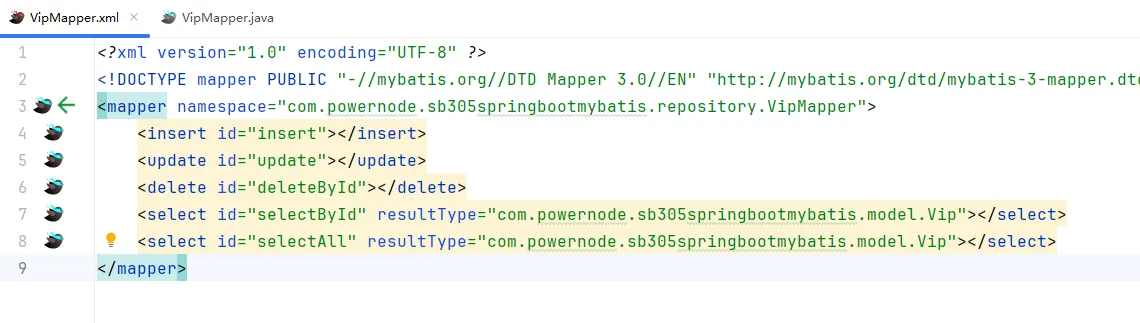 VipMapper.xml VipMapper.java
1 <?xml version="1.0" encoding="UTF-8" ?>
2 <!DOCTYPE mapper PUBLIC "-//mybatis.org//DTD Mapper 3.0//EN" "http://mybatis.org/dtd/mybatis-3-mapper.dtd
3 <mapper namespace="com.powernode.sb305springbootmybatis.repository.VipMapper">
4 <insert id="insert"></insert>
5 <update id="update"></update>
6 <delete id="deleteById"></delete>
7 <select id="selectById" resultType="com.powernode.sb305springbootmybatis.model.Vip"></select>
8 <select id="selectAll" resultType="com.powernode.sb305springbootmybatis.model.Vip"></select>
9 </mapper>